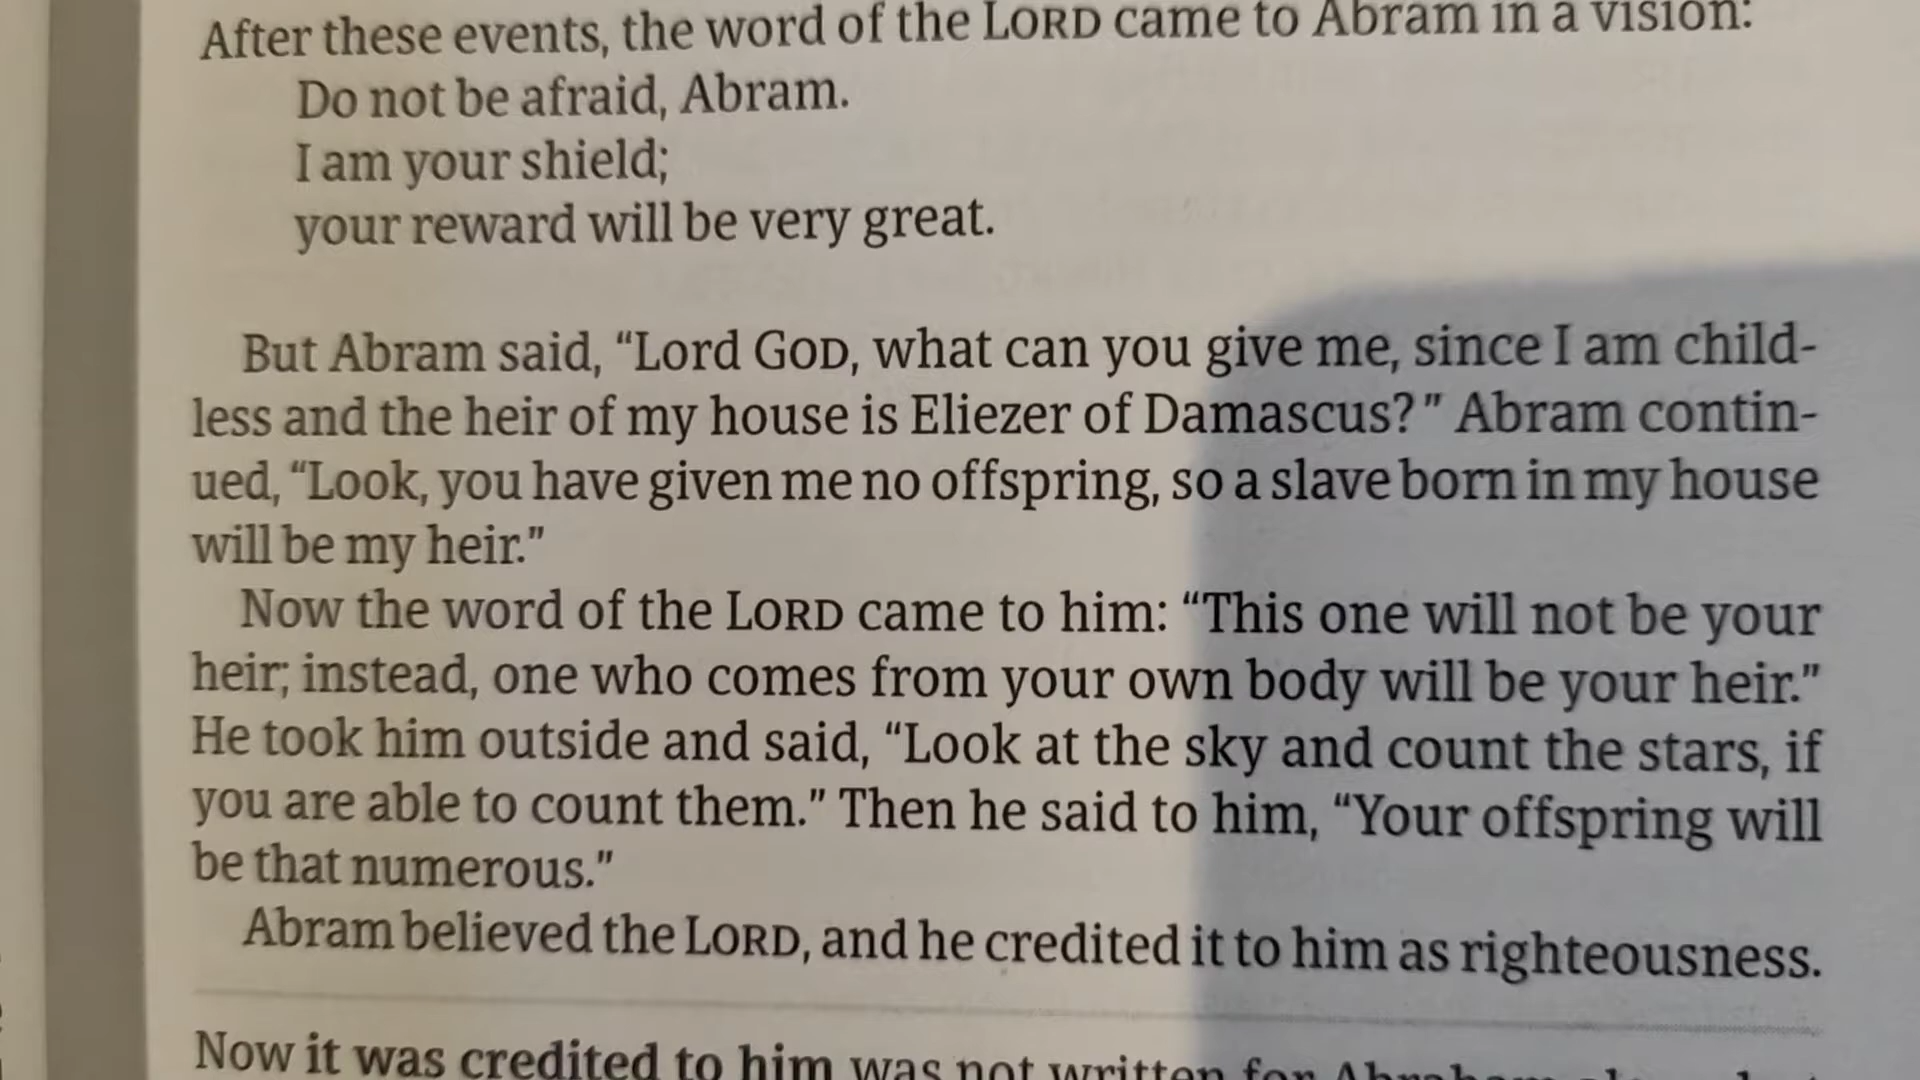 After these events, the word of the LORD came to Abram in a vision:
Do not be afraid, Abram.
I am your shield;
your reward will be very great.
But Abram said, “Lord GOD, what can you give me, since I am child-
less and the heir of my house is Eliezer of Damascus?” Abram contin-
ued, “Look, you have given me no offspring, so a slave born in my house
will be my heir.”
Now the word of the LORD came to him: “This one will not be your
heir; instead, one who comes from your own body will be your heir.”
He took him outside and said, “Look at the sky and count the stars, if
you are able to count them.” Then he said to him, “Your offspring will
be that numerous.”
Abram believed the LORD, and he credited it to him as righteousness.
Now it was credited to him was not written for Abraham